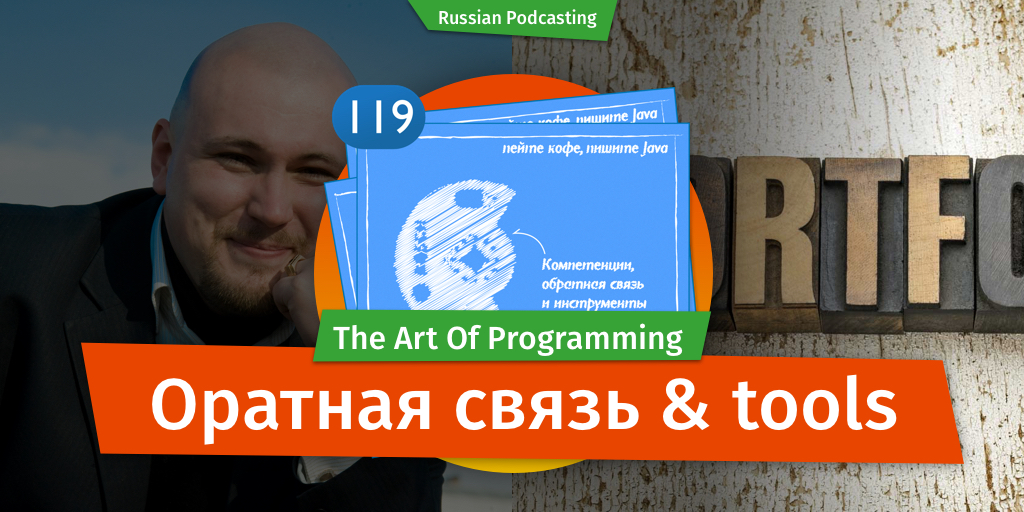 Russian Podcasting
119
кофе, пишите Java
пейте кофе, пишите Java
Компетенции,
обратная связь
и инструменты
RTFO
The Art Of Programming
Оратная связь & tools